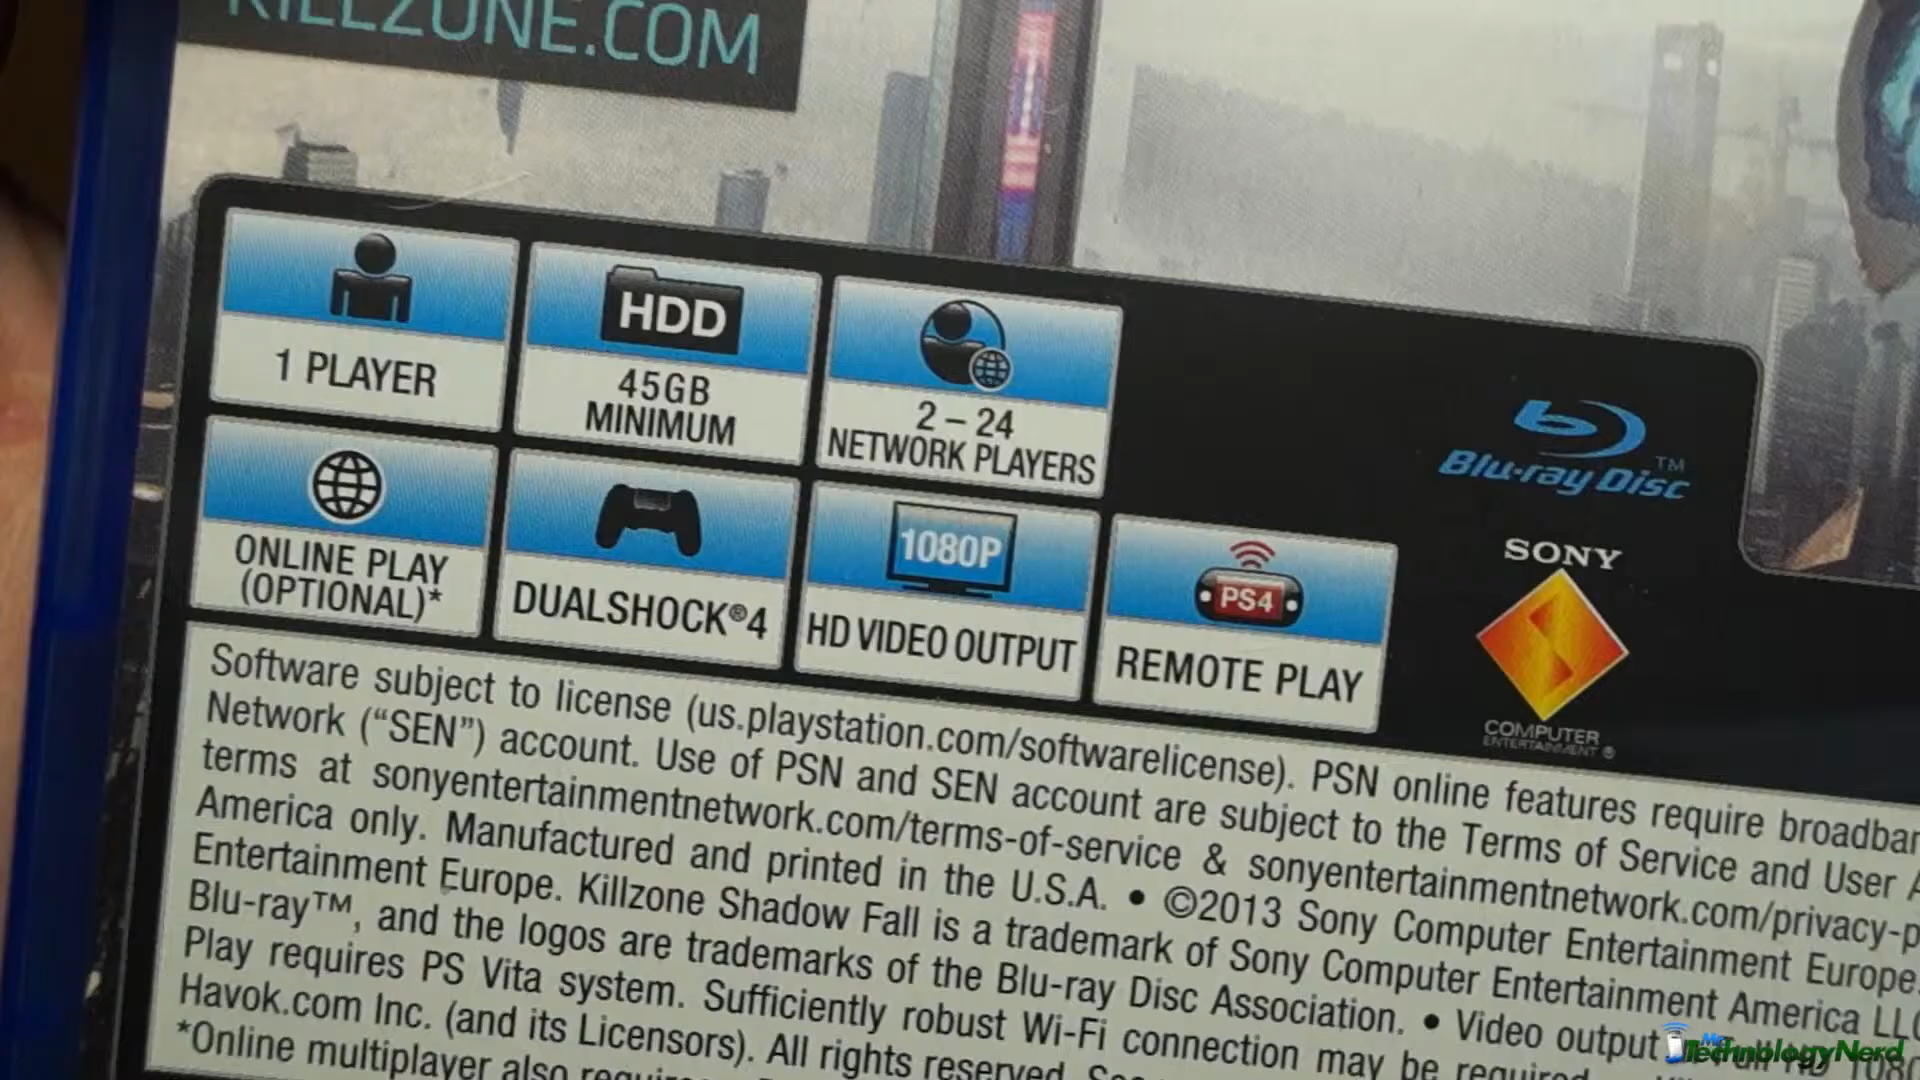 KILLZONE.COM
1 PLAYER
HDD
45GB
MINIMUM
2 – 24
NETWORK PLAYERS
ONLINE PLAY
(OPTIONAL)*
DUALSHOCK®4
1080P
HD VIDEO OUTPUT
PS4
REMOTE PLAY
Blu-ray Disc™
SONY
COMPUTER
ENTERTAINMENT®
Software subject to license (us.playstation.com/softwarelicense). PSN online features require
Network (“SEN”) account. Use of PSN and SEN account are subject to the Terms of Service and User
terms at sonyentertainmentnetwork.com/terms-of-service & sonyentertainmentnetwork.com/privacy-p
America only. Manufactured and printed in the U.S.A. • ©2013 Sony Computer Entertainment Europe.
Entertainment Europe. Killzone Shadow Fall is a trademark of Sony Computer Entertainment America LLC
Blu-ray™, and the logos are trademarks of the Blu-ray Disc Association. • Video output
Play requires PS Vita system. Sufficiently robust Wi-Fi connection may be required.
Havok.com Inc. (and its Licensors). All rights reserved.
*Online multiplayer also
Mr
TechnologyNerd